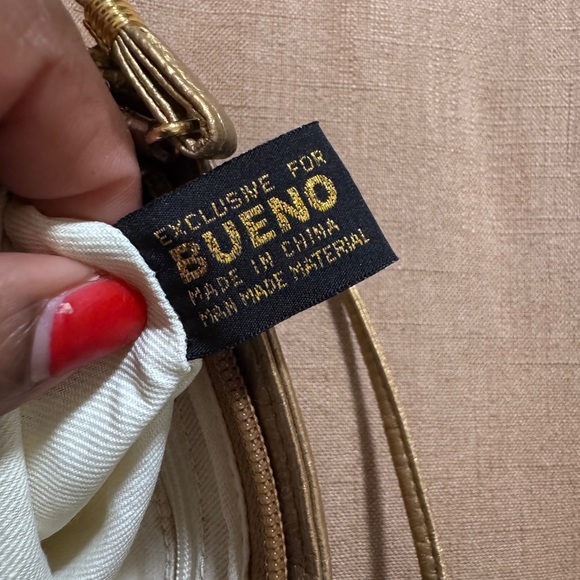 EXCLUSIVE FOR
BUENO
MADE IN CHINA
MAN MADE MATERIAL